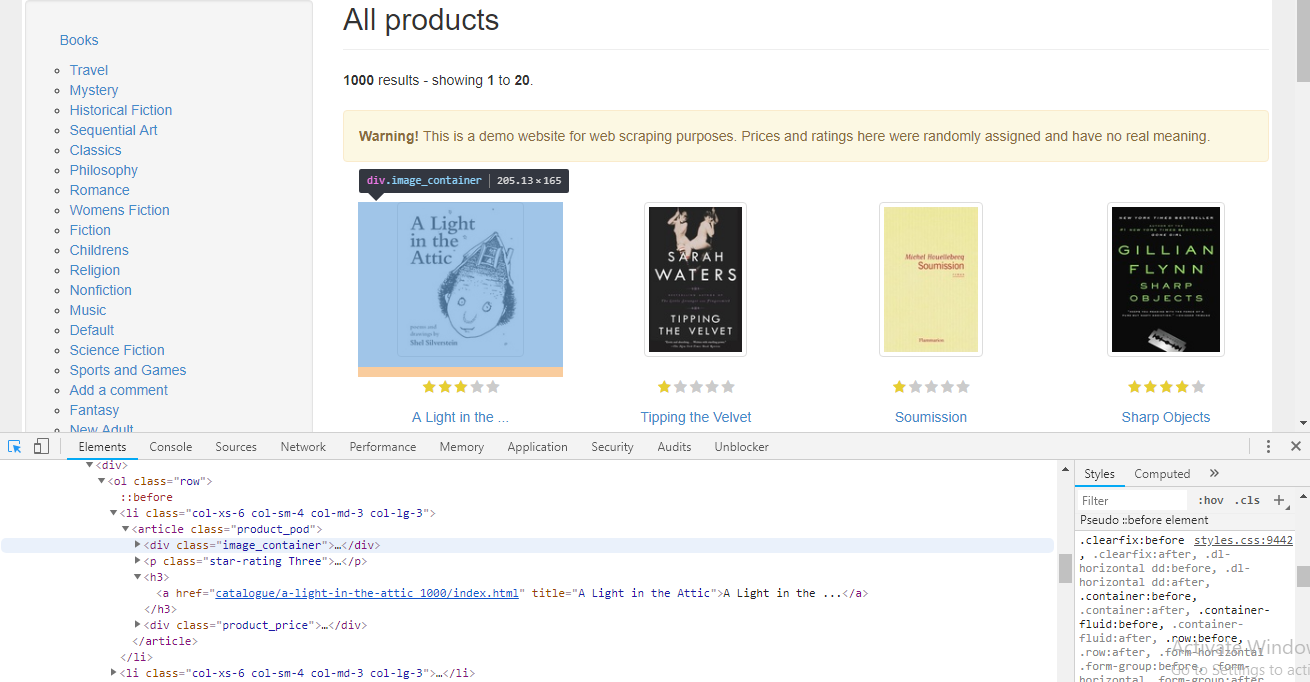 Books
Travel
Mystery
Historical Fiction
Sequential Art
Classics
Philosophy
Romance
Womens Fiction
Fiction
Childrens
Religion
Nonfiction
Music
Default
Science Fiction
Sports and Games
Add a comment
Fantasy
New Adult
All products
1000 results - showing 1 to 20.
Warning! This is a demo website for web scraping purposes. Prices and ratings here were randomly assigned and have no real meaning.
div.image_container | 205.13 × 165
A Light
in the
Attic
poems and
drawings by
Shel Silverstein
SARAH
WATERS
TIPPING
THE VELVET
Michel Houellebecq
Soumission
Flammarion
NEW YORK TIMES BESTSELLER
GILLIAN
FLYNN
SHARP
OBJECTS
A Light in the ...
Tipping the Velvet
Soumission
Sharp Objects
Elements Console Sources Network Performance Memory Application Security Audits Unblocker
<div>
<ol class="row">
::before
<li class="col-xs-6 col-sm-4 col-md-3 col-lg-3">
<article class="product_pod">
<div class="image_container">…</div>
<p class="star-rating Three">…</p>
<h3>
<a href="catalogue/a-light-in-the-attic_1000/index.html" title="A Light in the Attic">A Light in the ...</a>
</h3>
<div class="product_price">…</div>
</article>
</li>
<li class="col-xs-6 col-sm-4 col-md-3 col-lg-3">…</li>
Styles Computed »
Filter :hov .cls +
Pseudo ::before element
.clearfix:before styles.css:9442
, .clearfix:after, .dl-
horizontal dd:before, .dl-
horizontal dd:after,
.container:before,
.container:after, .container-
fluid:before, .container-
fluid:after, .row:before,
.row:after, .form-horizontal
.form-group:before, .form-
horizontal .form-group:after,
Activate Windows
Go to Settings to acti